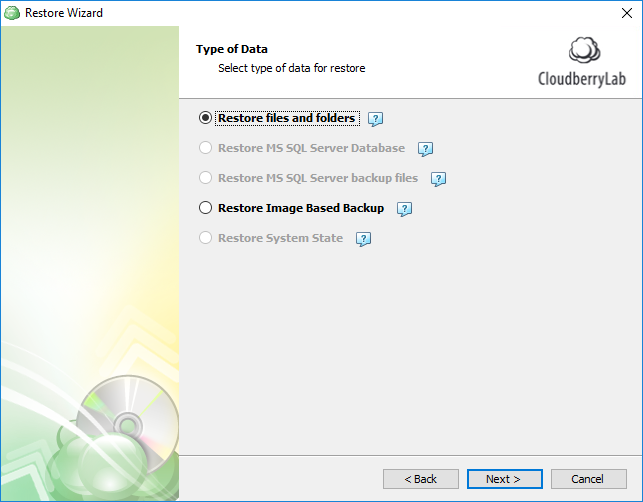 Restore Wizard
Type of Data
Select type of data for restore
CloudberryLab
Restore files and folders ?
Restore MS SQL Server Database ?
Restore MS SQL Server backup files ?
Restore Image Based Backup ?
Restore System State ?
< Back Next > Cancel